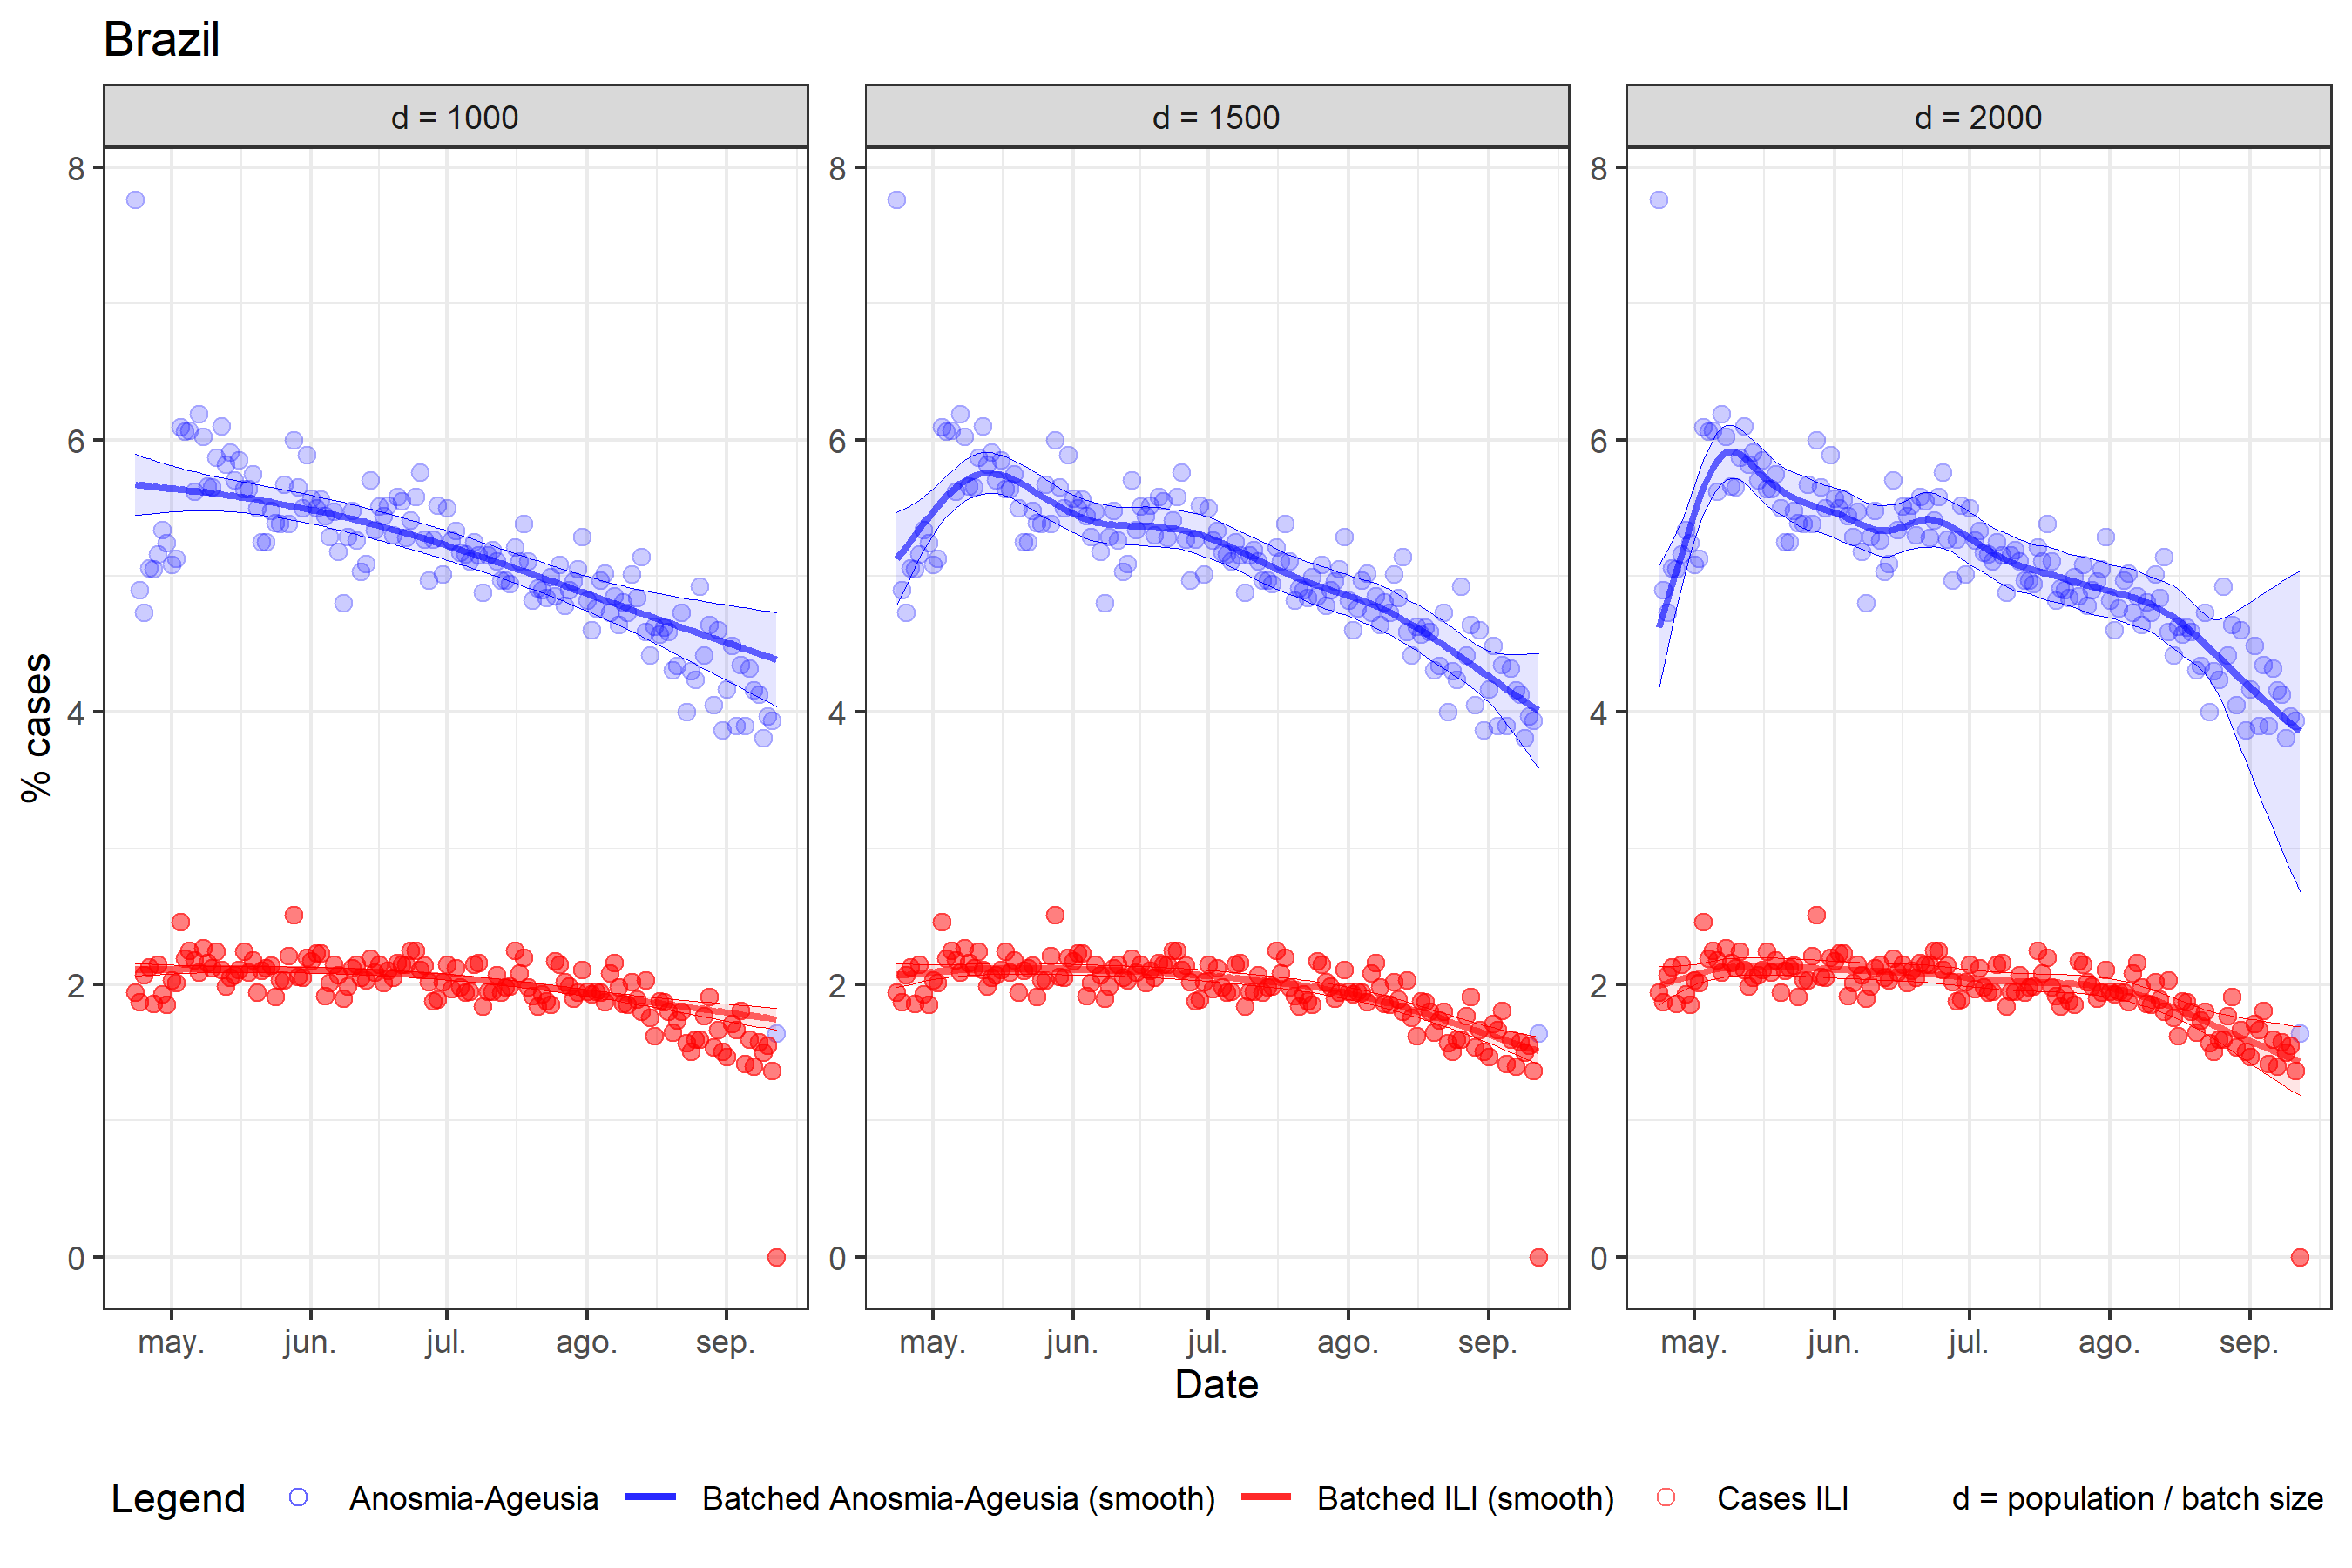 Brazil
d = 1000
d = 1500
d = 2000
8
6
4
2
0
8
6
4
2
0
8
6
4
2
0
% cases
may. jun. jul. ago. sep.
may. jun. jul. ago. sep.
may. jun. jul. ago. sep.
Date
Legend Anosmia-Ageusia Batched Anosmia-Ageusia (smooth) Batched ILI (smooth) Cases ILI d = population / batch size